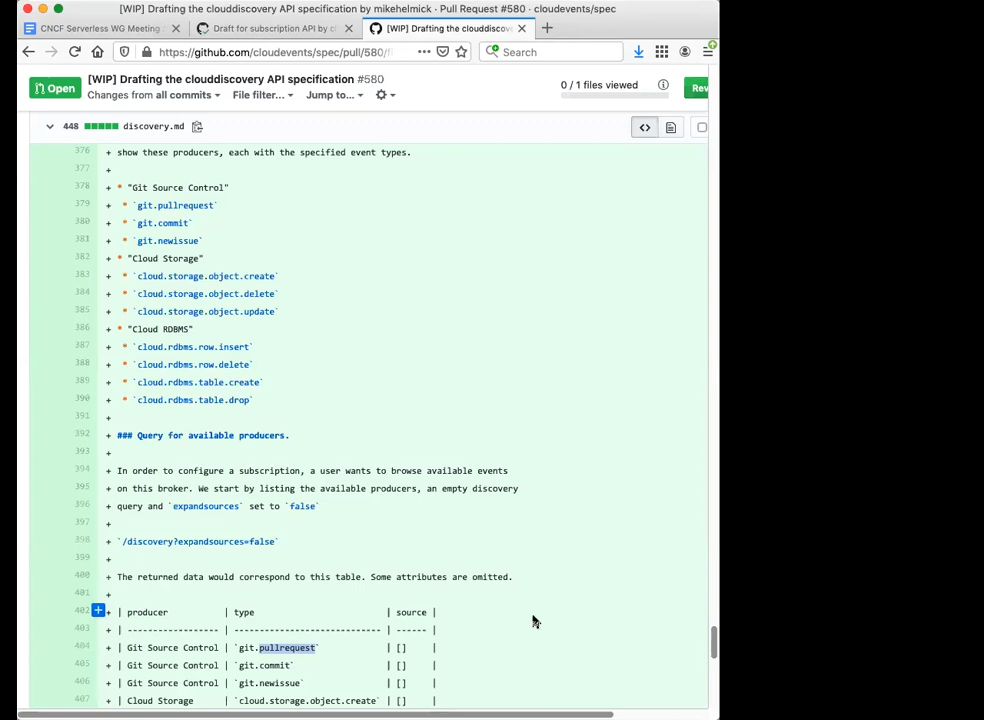 [WIP] Drafting the clouddiscovery API specification by mikehelmick · Pull Request #580 · cloudevents/spec
CNCF Serverless WG Meeting
Draft for subscription API by cl
[WIP] Drafting the clouddiscov
https://github.com/cloudevents/spec/pull/580/f
Search
Open
[WIP] Drafting the clouddiscovery API specification #580
Changes from all commits
File filter...
Jump to...
0 / 1 files viewed
Rev
448 discovery.md
376 + show these producers, each with the specified event types.
377 +
378 + * "Git Source Control"
379 + * `git.pullrequest`
380 + * `git.commit`
381 + * `git.newissue`
382 + * "Cloud Storage"
383 + * `cloud.storage.object.create`
384 + * `cloud.storage.object.delete`
385 + * `cloud.storage.object.update`
386 + * "Cloud RDBMS"
387 + * `cloud.rdbms.row.insert`
388 + * `cloud.rdbms.row.delete`
389 + * `cloud.rdbms.table.create`
390 + * `cloud.rdbms.table.drop`
391 +
392 + ### Query for available producers.
393 +
394 + In order to configure a subscription, a user wants to browse available events
395 + on this broker. We start by listing the available producers, an empty discovery
396 + query and `expandsources` set to `false`
397 +
398 + `/discovery?expandsources=false`
399 +
400 + The returned data would correspond to this table. Some attributes are omitted.
401 +
402 + | producer | type | source |
403 + | ------------------ | ---------------------------- | ------ |
404 + | Git Source Control | `git.pullrequest` | [] |
405 + | Git Source Control | `git.commit` | [] |
406 + | Git Source Control | `git.newissue` | [] |
407 + | Cloud Storage | `cloud.storage.object.create` | [] |